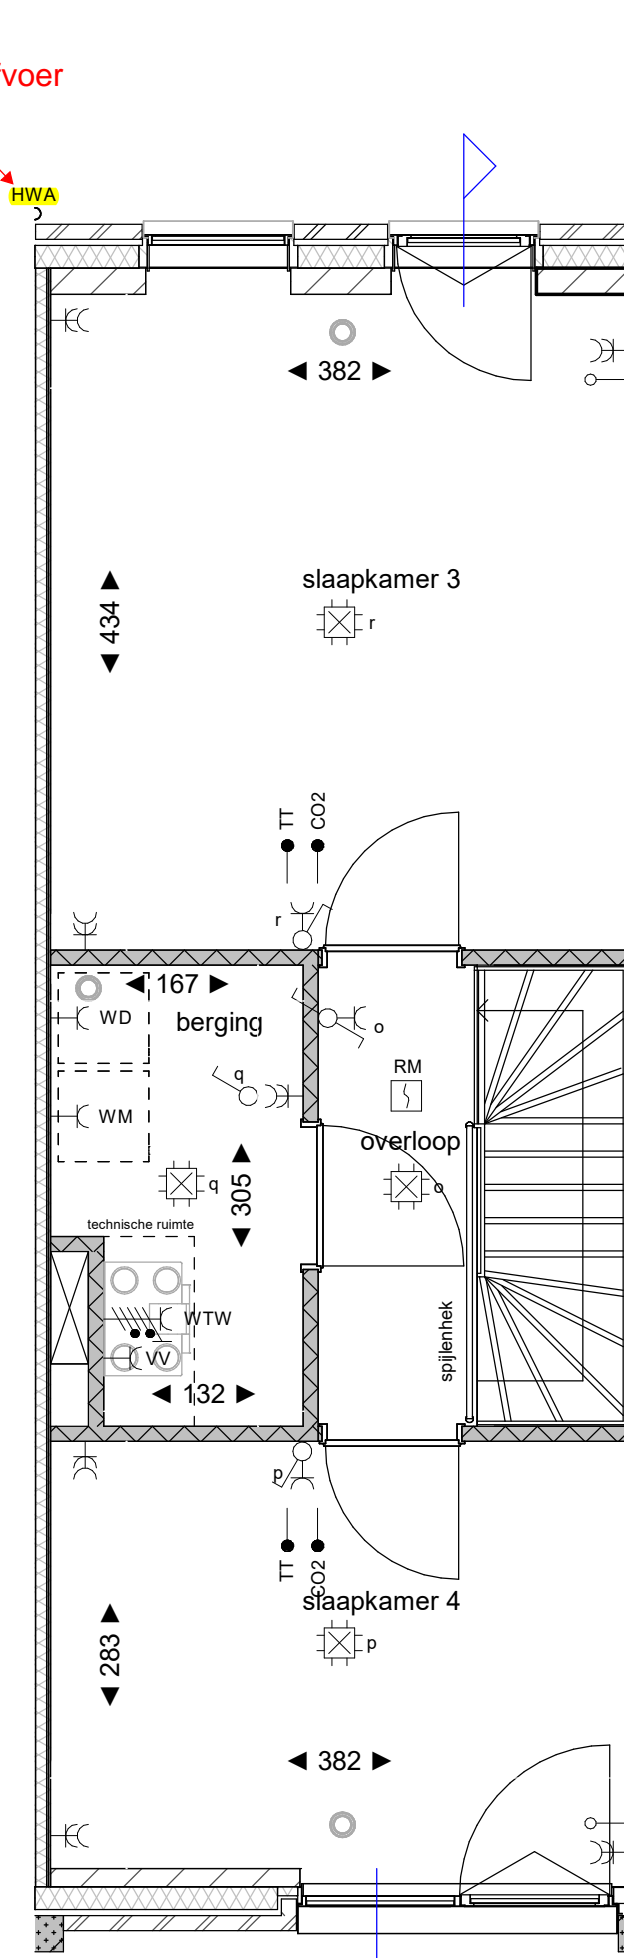 fvoer
HWA
382
slaapkamer 3
r
434
TT
CO2
r
167
WD
berging
o
q
RM
WM
overloop
q
305
o
technische ruimte
WTW
spijlenhek
VV
132
p
TT
CO2
slaapkamer 4
283
p
382